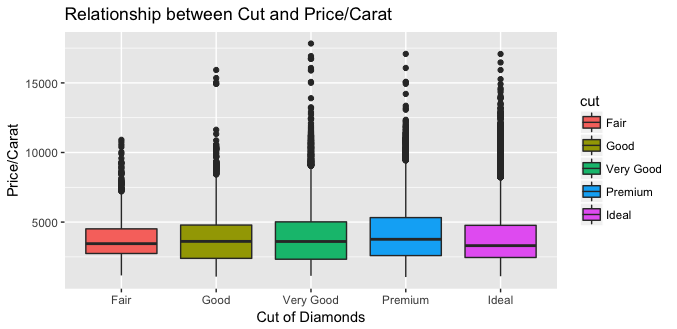 Relationship between Cut and Price/Carat
15000
10000
5000
Price/Carat
Fair
Good
Very Good
Premium
Ideal
Cut of Diamonds
cut
Fair
Good
Very Good
Premium
Ideal